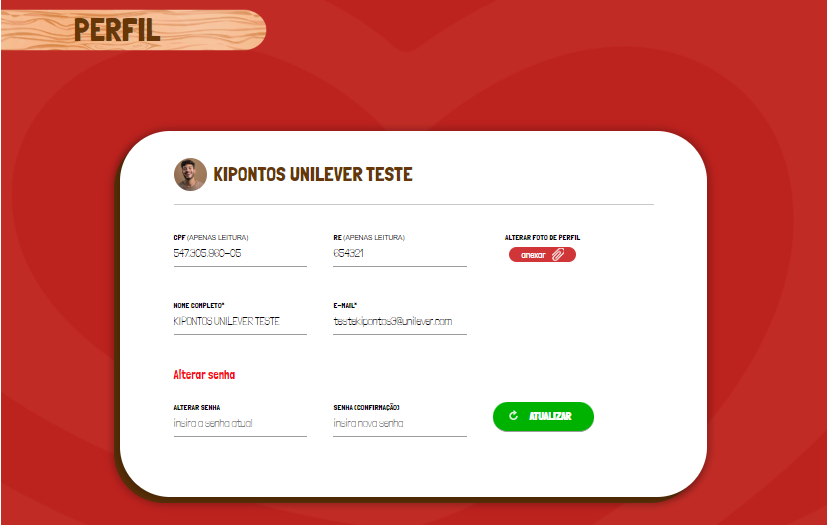 PERFIL
KIPONTOS UNILEVER TESTE
CPF (APENAS LEITURA)
547.305.860-05
RE (APENAS LEITURA)
654321
ALTERAR FOTO DE PERFIL
anexar
NOME COMPLETO*
KIPONTOS UNILEVER TESTE
E-MAIL*
testekipontos3@unilever.com
Alterar senha
ALTERAR SENHA
insira a senha atual
SENHA (CONFIRMAÇÃO)
insira nova senha
ATUALIZAR